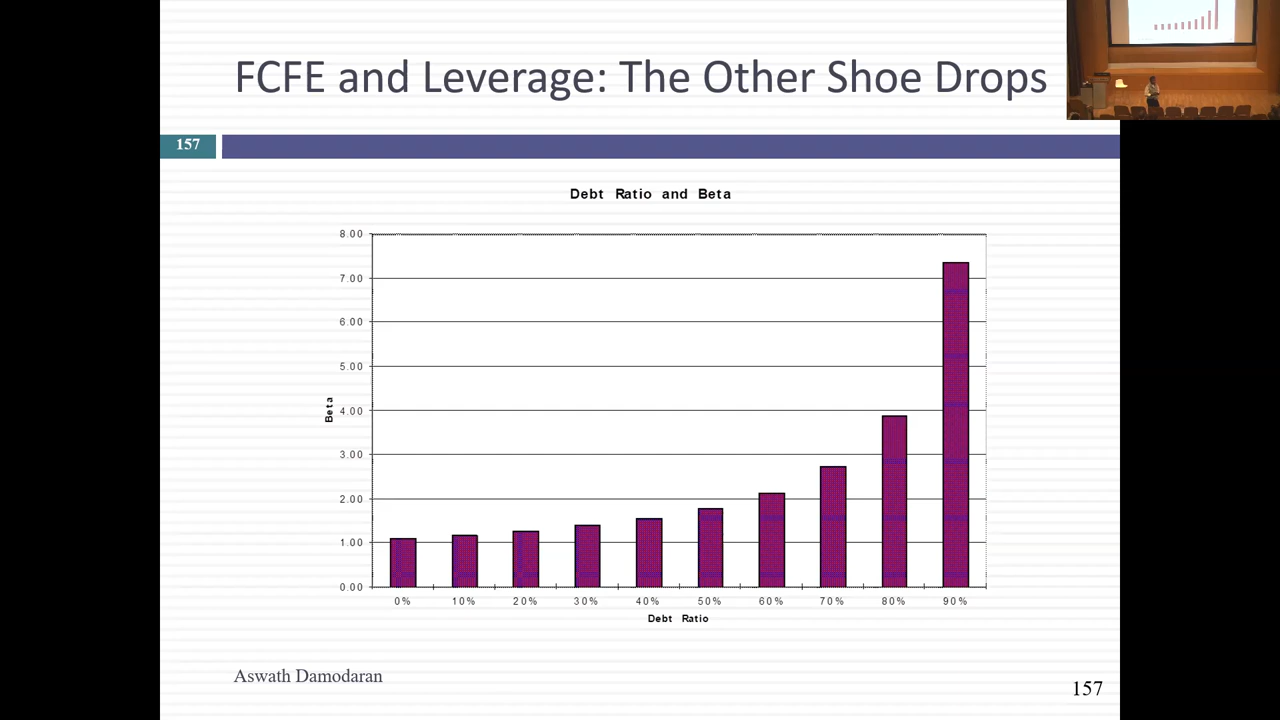 FCFE and Leverage: The Other Shoe Drops
157
Debt Ratio and Beta
8.00
7.00
6.00
5.00
4.00
3.00
2.00
1.00
0.00
Beta
0% 10% 20% 30% 40% 50% 60% 70% 80% 90%
Debt Ratio
Aswath Damodaran
157